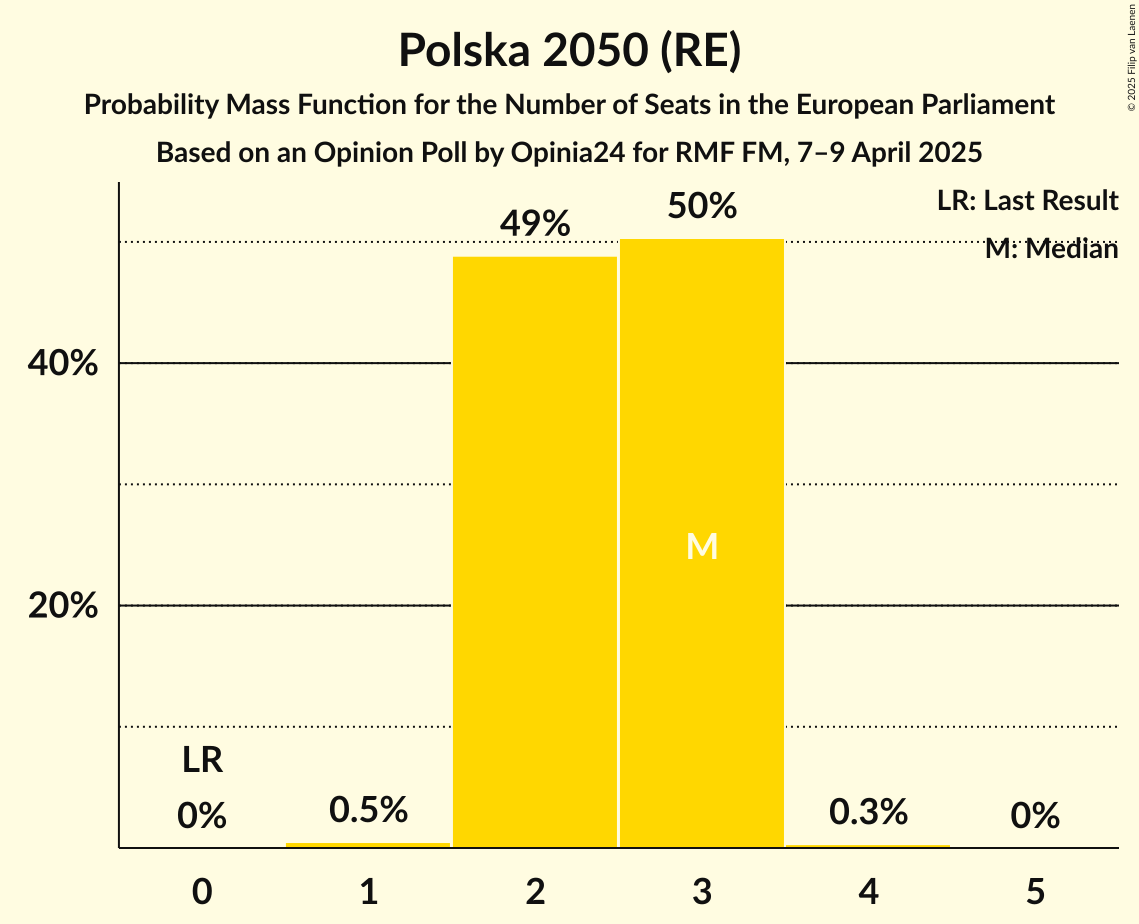 Polska 2050 (RE)
Probability Mass Function for the Number of Seats in the European Parliament
Based on an Opinion Poll by Opinia24 for RMF FM, 7–9 April 2025
© 2025 Filip van Laenen
LR: Last Result
M: Median
49%
50%
40%
M
20%
LR
0%
0.5%
0.3%
0%
0
1
2
3
4
5